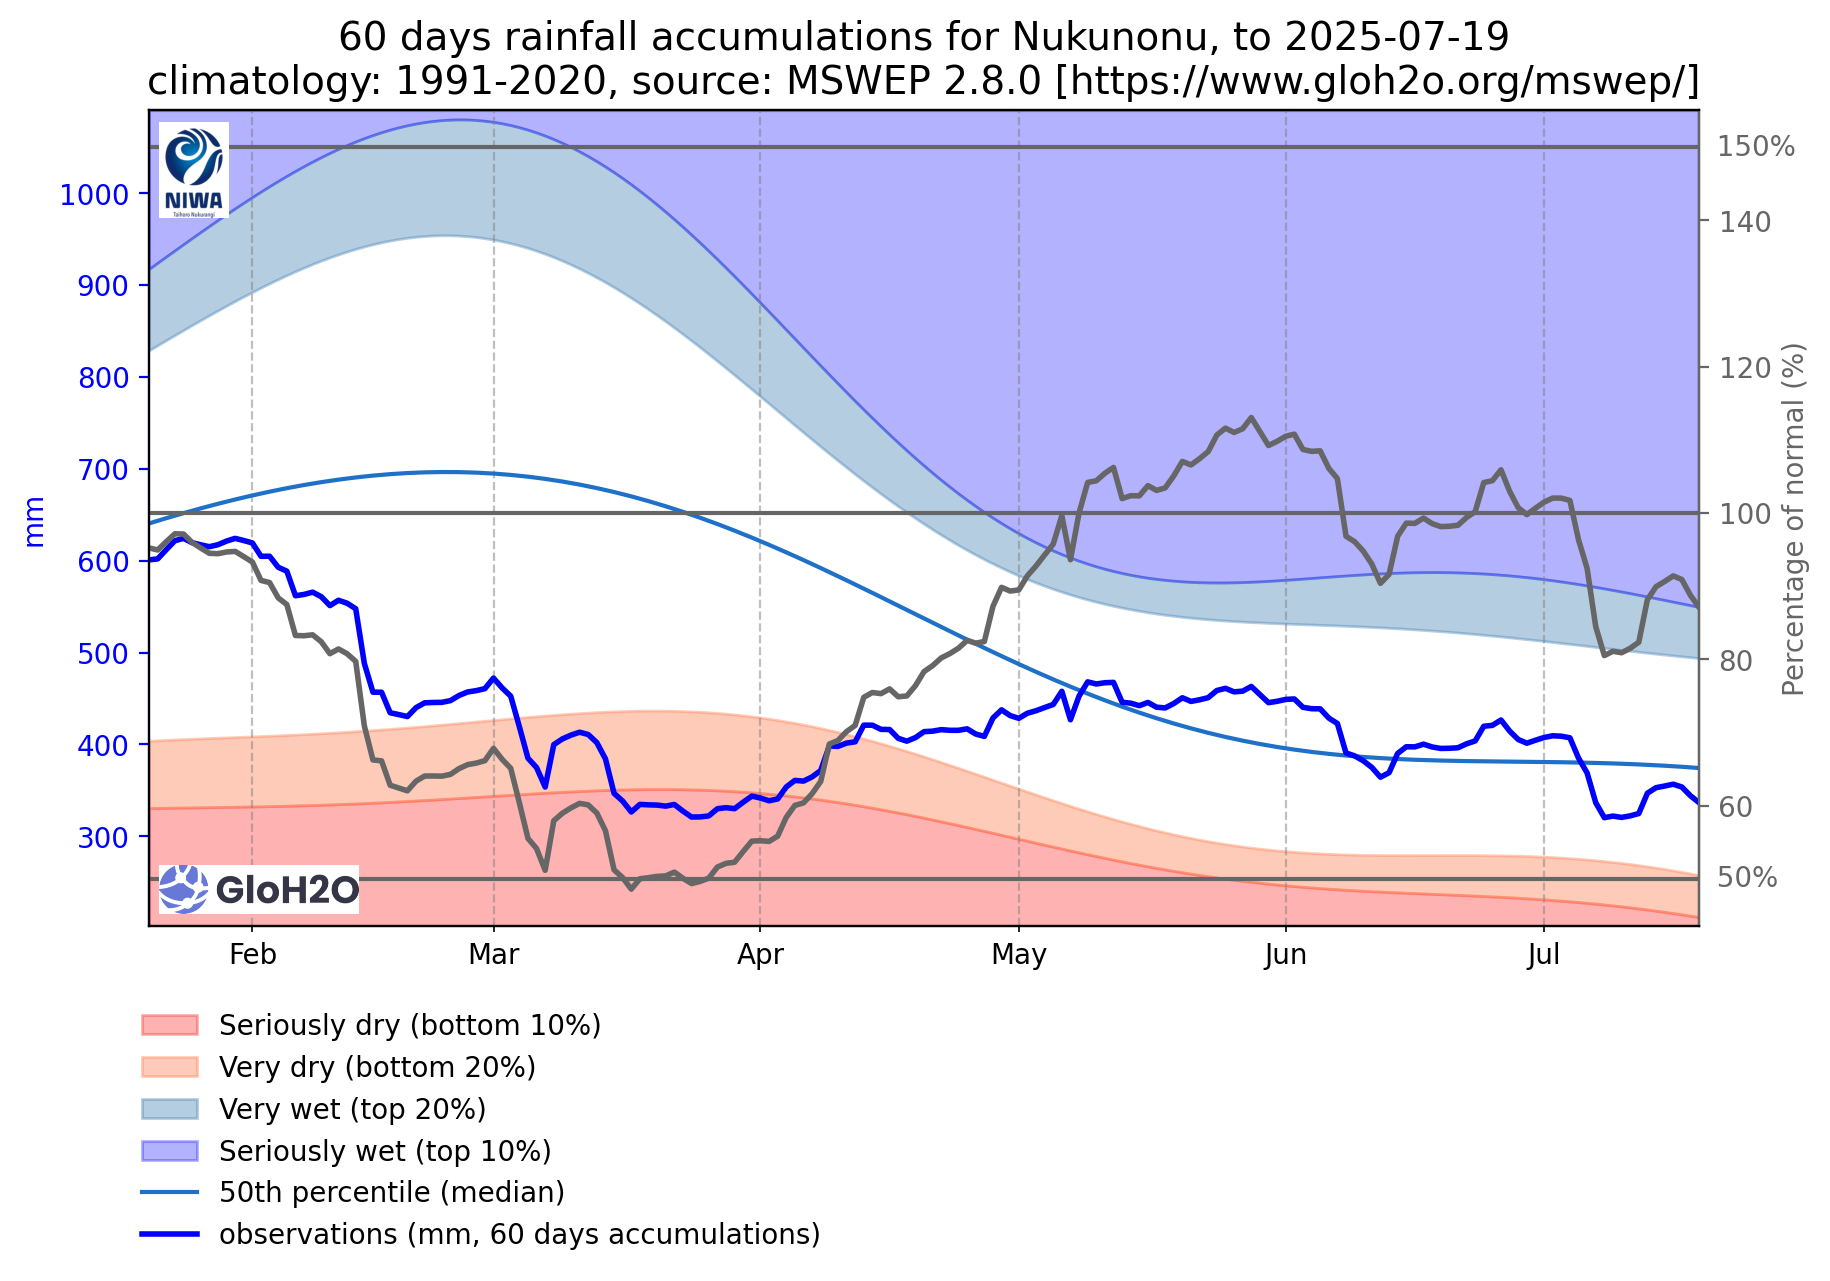 60 days rainfall accumulations for Nukunonu, to 2025-07-19
climatology: 1991-2020, source: MSWEP 2.8.0 [https://www.gloh2o.org/mswep/]
NIWA
Taihoro Nukurangi
mm
1000
900
800
700
600
500
400
300
150%
140
120
100
80
60
50%
Percentage of normal (%)
GloH2O
Feb
Mar
Apr
May
Jun
Jul
Seriously dry (bottom 10%)
Very dry (bottom 20%)
Very wet (top 20%)
Seriously wet (top 10%)
50th percentile (median)
observations (mm, 60 days accumulations)